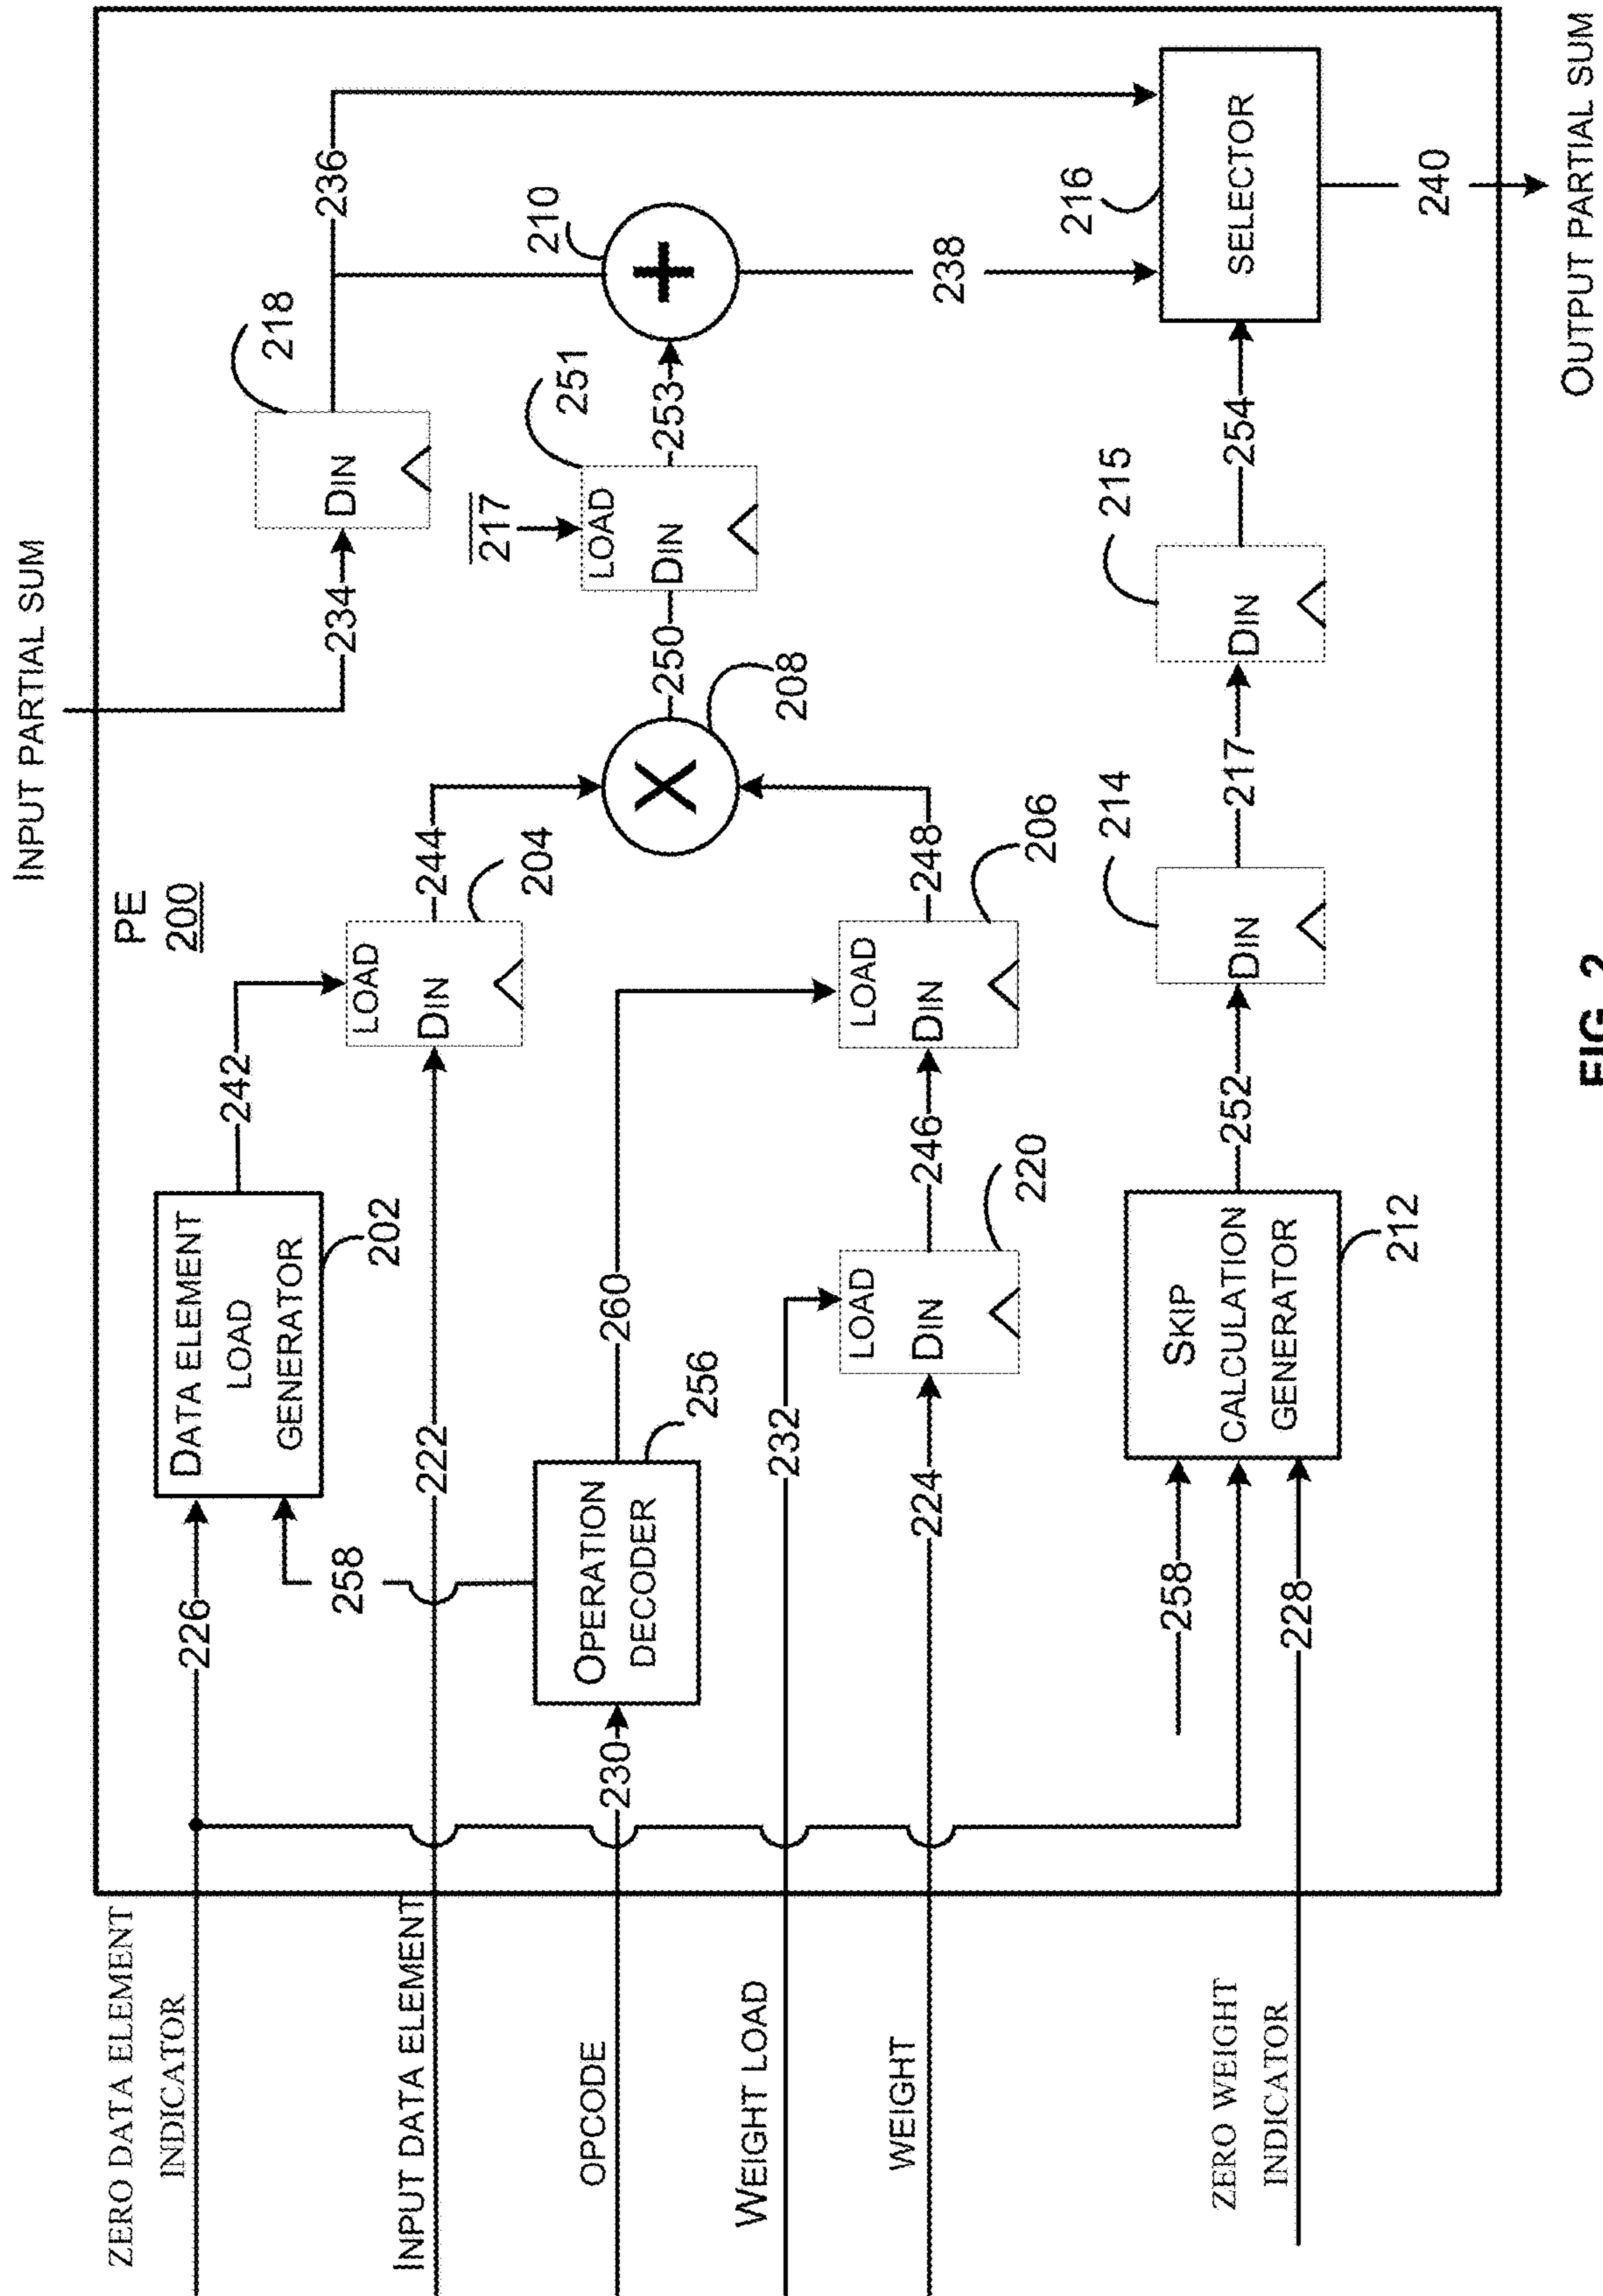 INPUT PARTIAL SUM
PE
200
ZERO DATA ELEMENT
INDICATOR
226
DATA ELEMENT
LOAD
GENERATOR
202
242
234
DIN
218
236
INPUT DATA ELEMENT
222
258
LOAD
DIN
204
244
OPCODE
230
OPERATION
DECODER
256
260
X
208
250
217
LOAD
DIN
251
253
+
210
238
WEIGHT LOAD
232
WEIGHT
224
LOAD
DIN
220
246
LOAD
DIN
206
248
ZERO WEIGHT
INDICATOR
228
258
SKIP
CALCULATION
GENERATOR
212
252
DIN
214
217
DIN
215
254
SELECTOR
216
240
OUTPUT PARTIAL SUM
FIG. 2